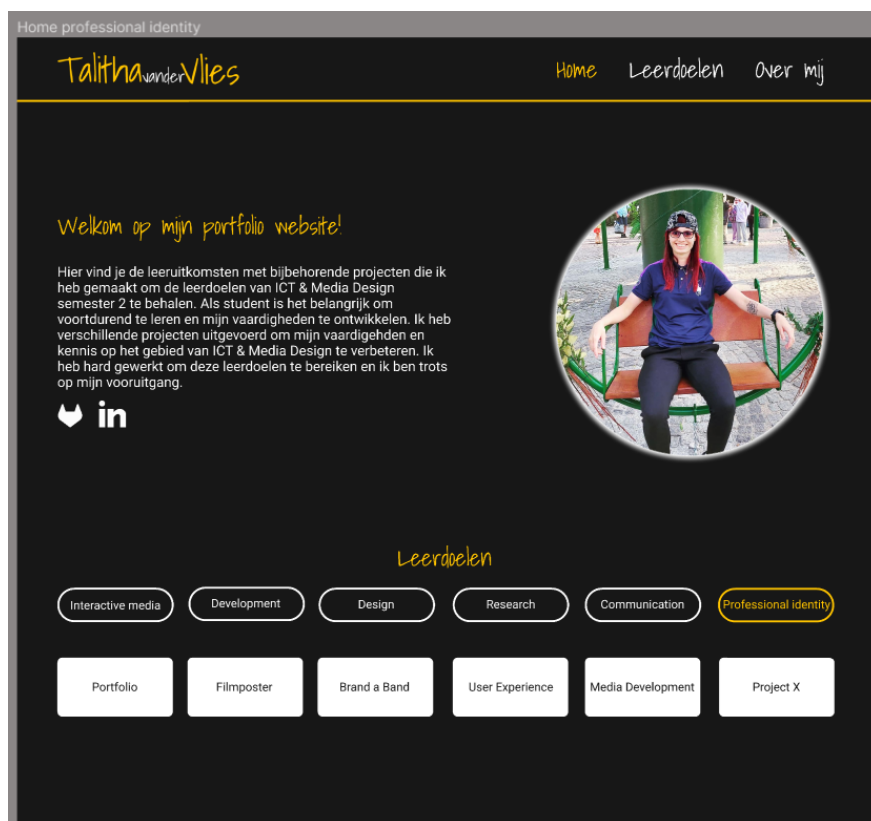 Home professional identity
TalithavanderVlies
Home Leerdoelen Over mij
Welkom op mijn portfolio website!
Hier vind je de leeruitkomsten met bijbehorende projecten die ik
heb gemaakt om de leerdoelen van ICT & Media Design
semester 2 te behalen. Als student is het belangrijk om
voortdurend te leren en mijn vaardigheden te ontwikkelen. Ik heb
verschillende projecten uitgevoerd om mijn vaardigehden en
kennis op het gebied van ICT & Media Design te verbeteren. Ik
heb hard gewerkt om deze leerdoelen te bereiken en ik ben trots
op mijn vooruitgang.
in
Leerdoelen
Interactive media Development Design Research Communication Professional identity
Portfolio Filmposter Brand a Band User Experience Media Development Project X